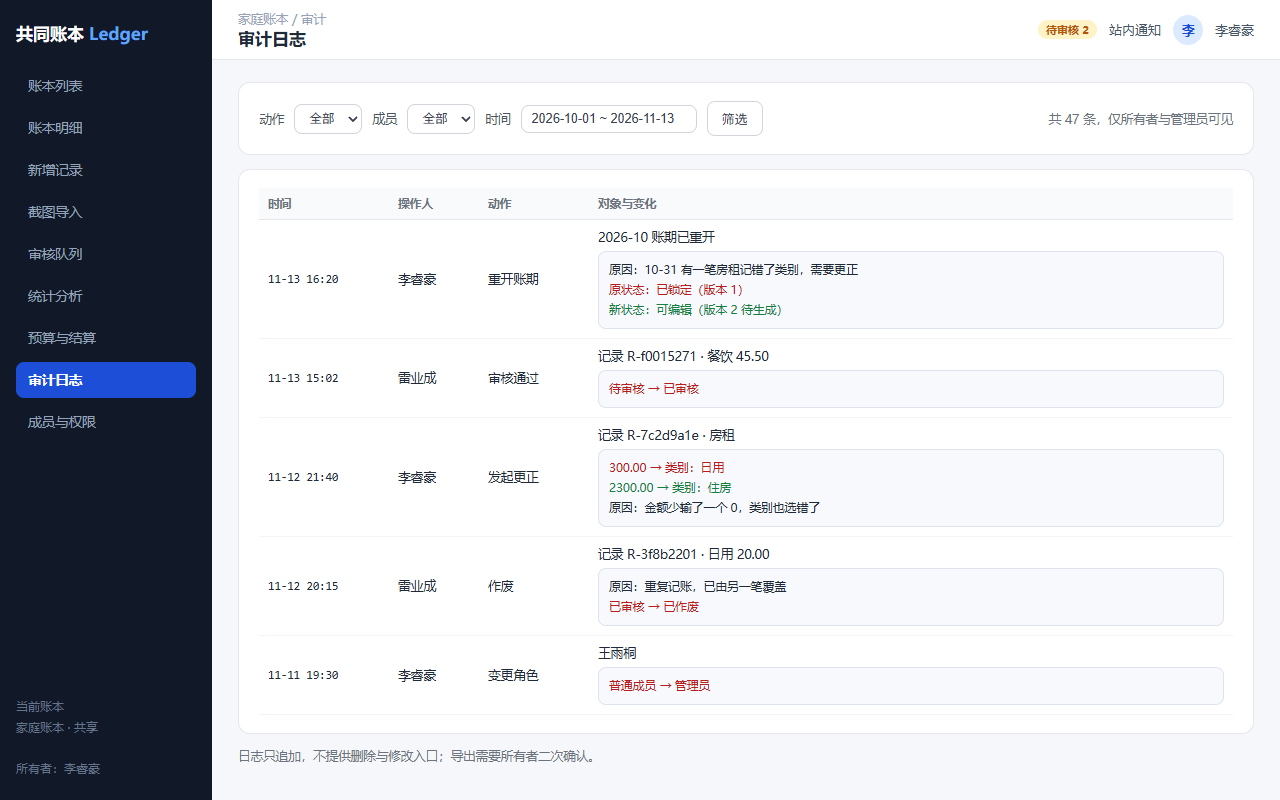 共同账本 Ledger
账本列表
账本明细
新增记录
截图导入
审核队列
统计分析
预算与结算
审计日志
成员与权限
当前账本
家庭账本 · 共享
所有者：李睿豪
家庭账本 / 审计
审计日志
待审核 2 站内通知 李 李睿豪
动作 全部 成员 全部 时间 2026-10-01 ~ 2026-11-13 筛选 共 47 条，仅所有者与管理员可见
时间 操作人 动作 对象与变化
11-13 16:20 李睿豪 重开账期
2026-10 账期已重开
原因：10-31 有一笔房租记错了类别，需要更正
原状态：已锁定（版本 1）
新状态：可编辑（版本 2 待生成）
11-13 15:02 雷业成 审核通过
记录 R-f0015271 · 餐饮 45.50
待审核 → 已审核
11-12 21:40 李睿豪 发起更正
记录 R-7c2d9a1e · 房租
300.00 → 类别：日用
2300.00 → 类别：住房
原因：金额少输了一个 0，类别也选错了
11-12 20:15 雷业成 作废
记录 R-3f8b2201 · 日用 20.00
原因：重复记账，已由另一笔覆盖
已审核 → 已作废
11-11 19:30 李睿豪 变更角色
王雨桐
普通成员 → 管理员
日志只追加，不提供删除与修改入口；导出需要所有者二次确认。